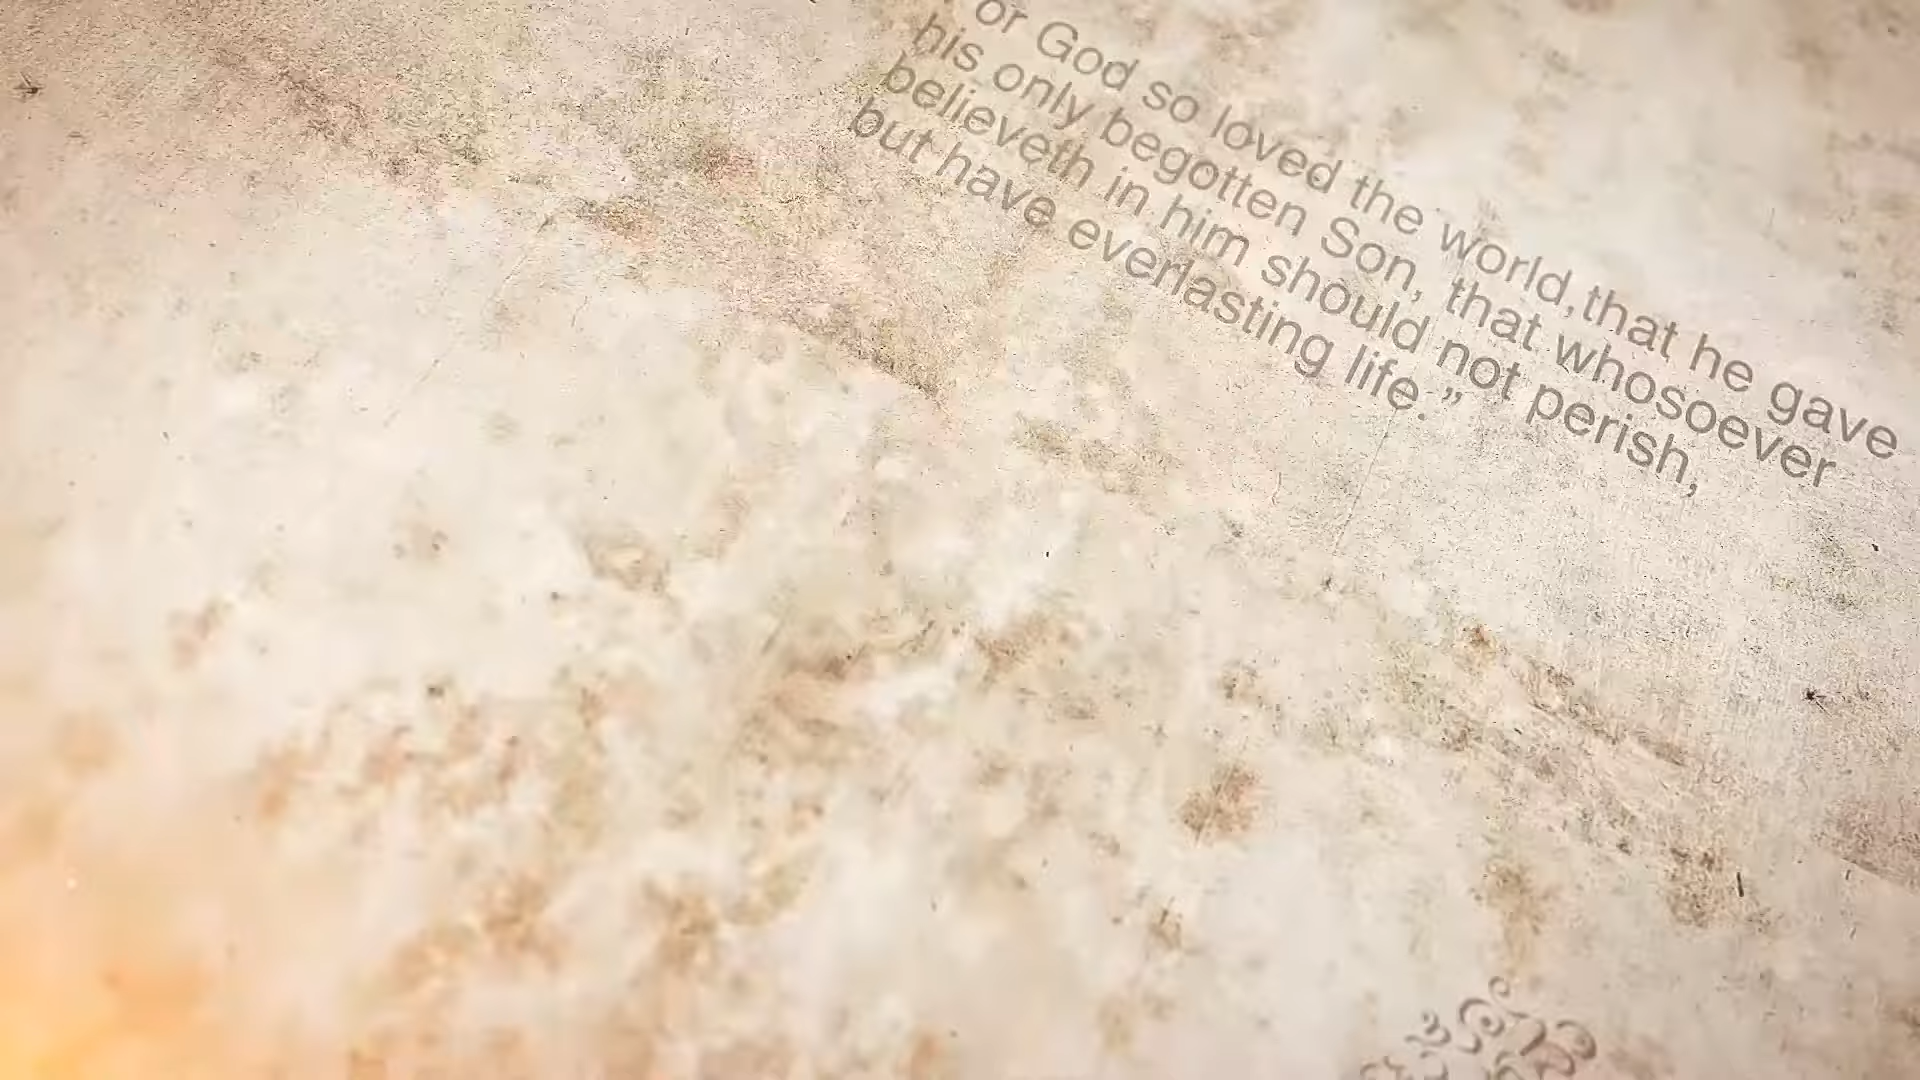 or God so loved the world,that he gave
his only begotten Son, that whosoever
believeth in him should not perish,
but have everlasting life.”